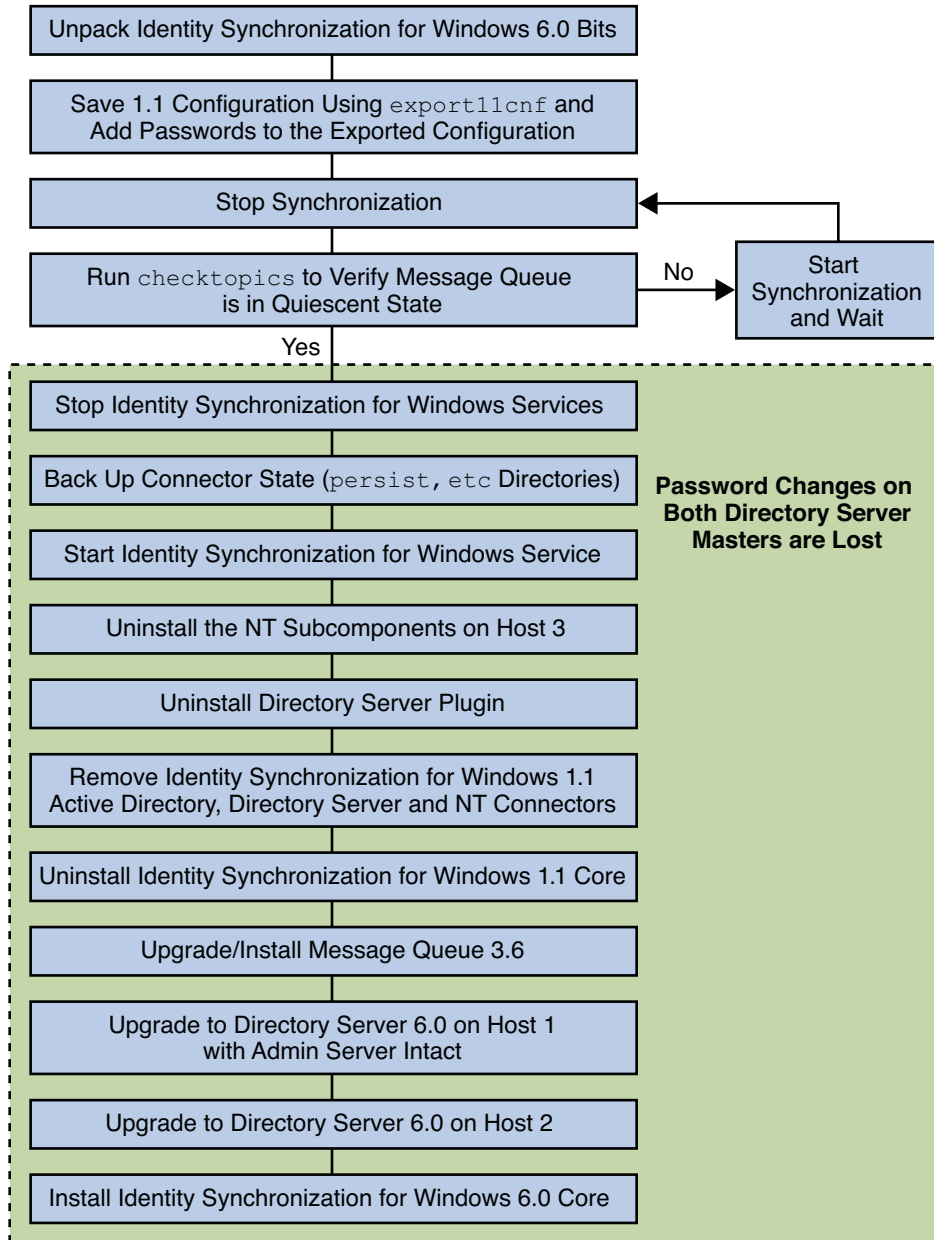 Unpack Identity Synchronization for Windows 6.0 Bits
Save 1.1 Configuration Using export11cnf and
Add Passwords to the Exported Configuration
Stop Synchronization
Run checktopics to Verify Message Queue
is in Quiescent State
No
Start
Synchronization
and Wait
Yes
Stop Identity Synchronization for Windows Services
Back Up Connector State (persist, etc Directories)
Password Changes on
Both Directory Server
Masters are Lost
Start Identity Synchronization for Windows Service
Uninstall the NT Subcomponents on Host 3
Uninstall Directory Server Plugin
Remove Identity Synchronization for Windows 1.1
Active Directory, Directory Server and NT Connectors
Uninstall Identity Synchronization for Windows 1.1 Core
Upgrade/Install Message Queue 3.6
Upgrade to Directory Server 6.0 on Host 1
with Admin Server Intact
Upgrade to Directory Server 6.0 on Host 2
Install Identity Synchronization for Windows 6.0 Core